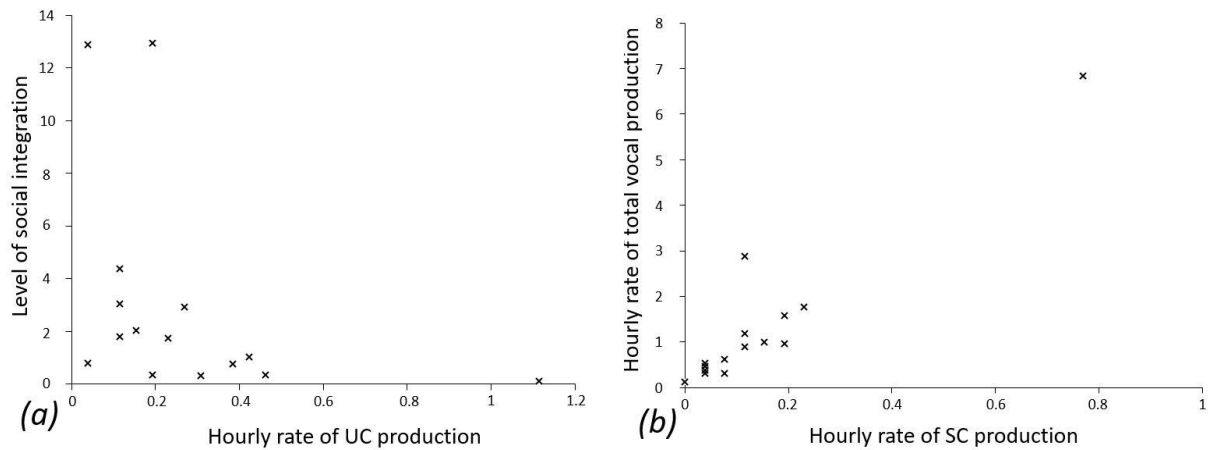 14
12
10
8
6
4
2
0
Level of social integration
0 0.2 0.4 0.6 0.8 1 1.2
(a)
Hourly rate of UC production
8
7
6
5
4
3
2
1
0
Hourly rate of total vocal production
0 0.2 0.4 0.6 0.8 1
(b)
Hourly rate of SC production